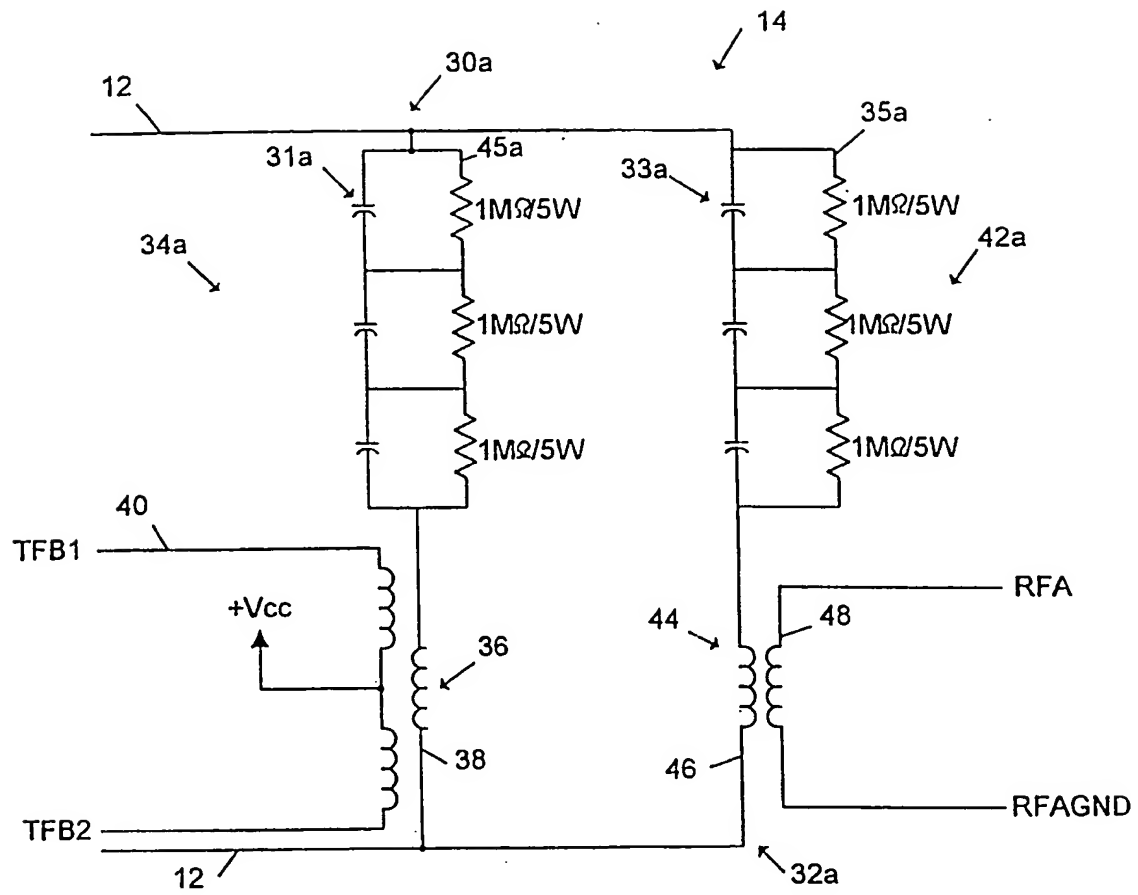 14
30a
12
35a
45a
31a
33a
1MΩ/5W
1MΩ/5W
34a
42a
1MΩ/5W
1MΩ/5W
1MΩ/5W
1MΩ/5W
40
TFB1
RFA
+Vcc
44
48
36
38
46
RFAGND
TFB2
12
32a